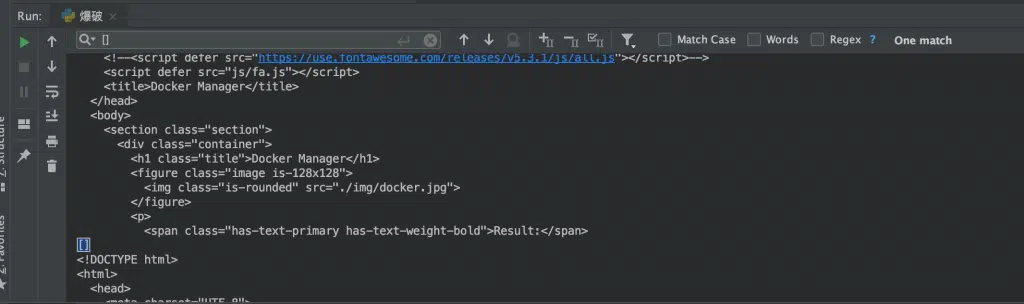 Run: 爆破 ×
[] Match Case Words Regex ? One match
<!--<script defer src="https://use.fontawesome.com/releases/v5.3.1/js/all.js"></script>-->
<script defer src="js/fa.js"></script>
<title>Docker Manager</title>
</head>
<body>
<section class="section">
<div class="container">
<h1 class="title">Docker Manager</h1>
<figure class="image is-128x128">
<img class="is-rounded" src="./img/docker.jpg">
</figure>
<p>
<span class="has-text-primary has-text-weight-bold">Result:</span>
[]
<!DOCTYPE html>
<html>
<head>
<meta charset="UTF-8">
Z: Structure
2: Favorites